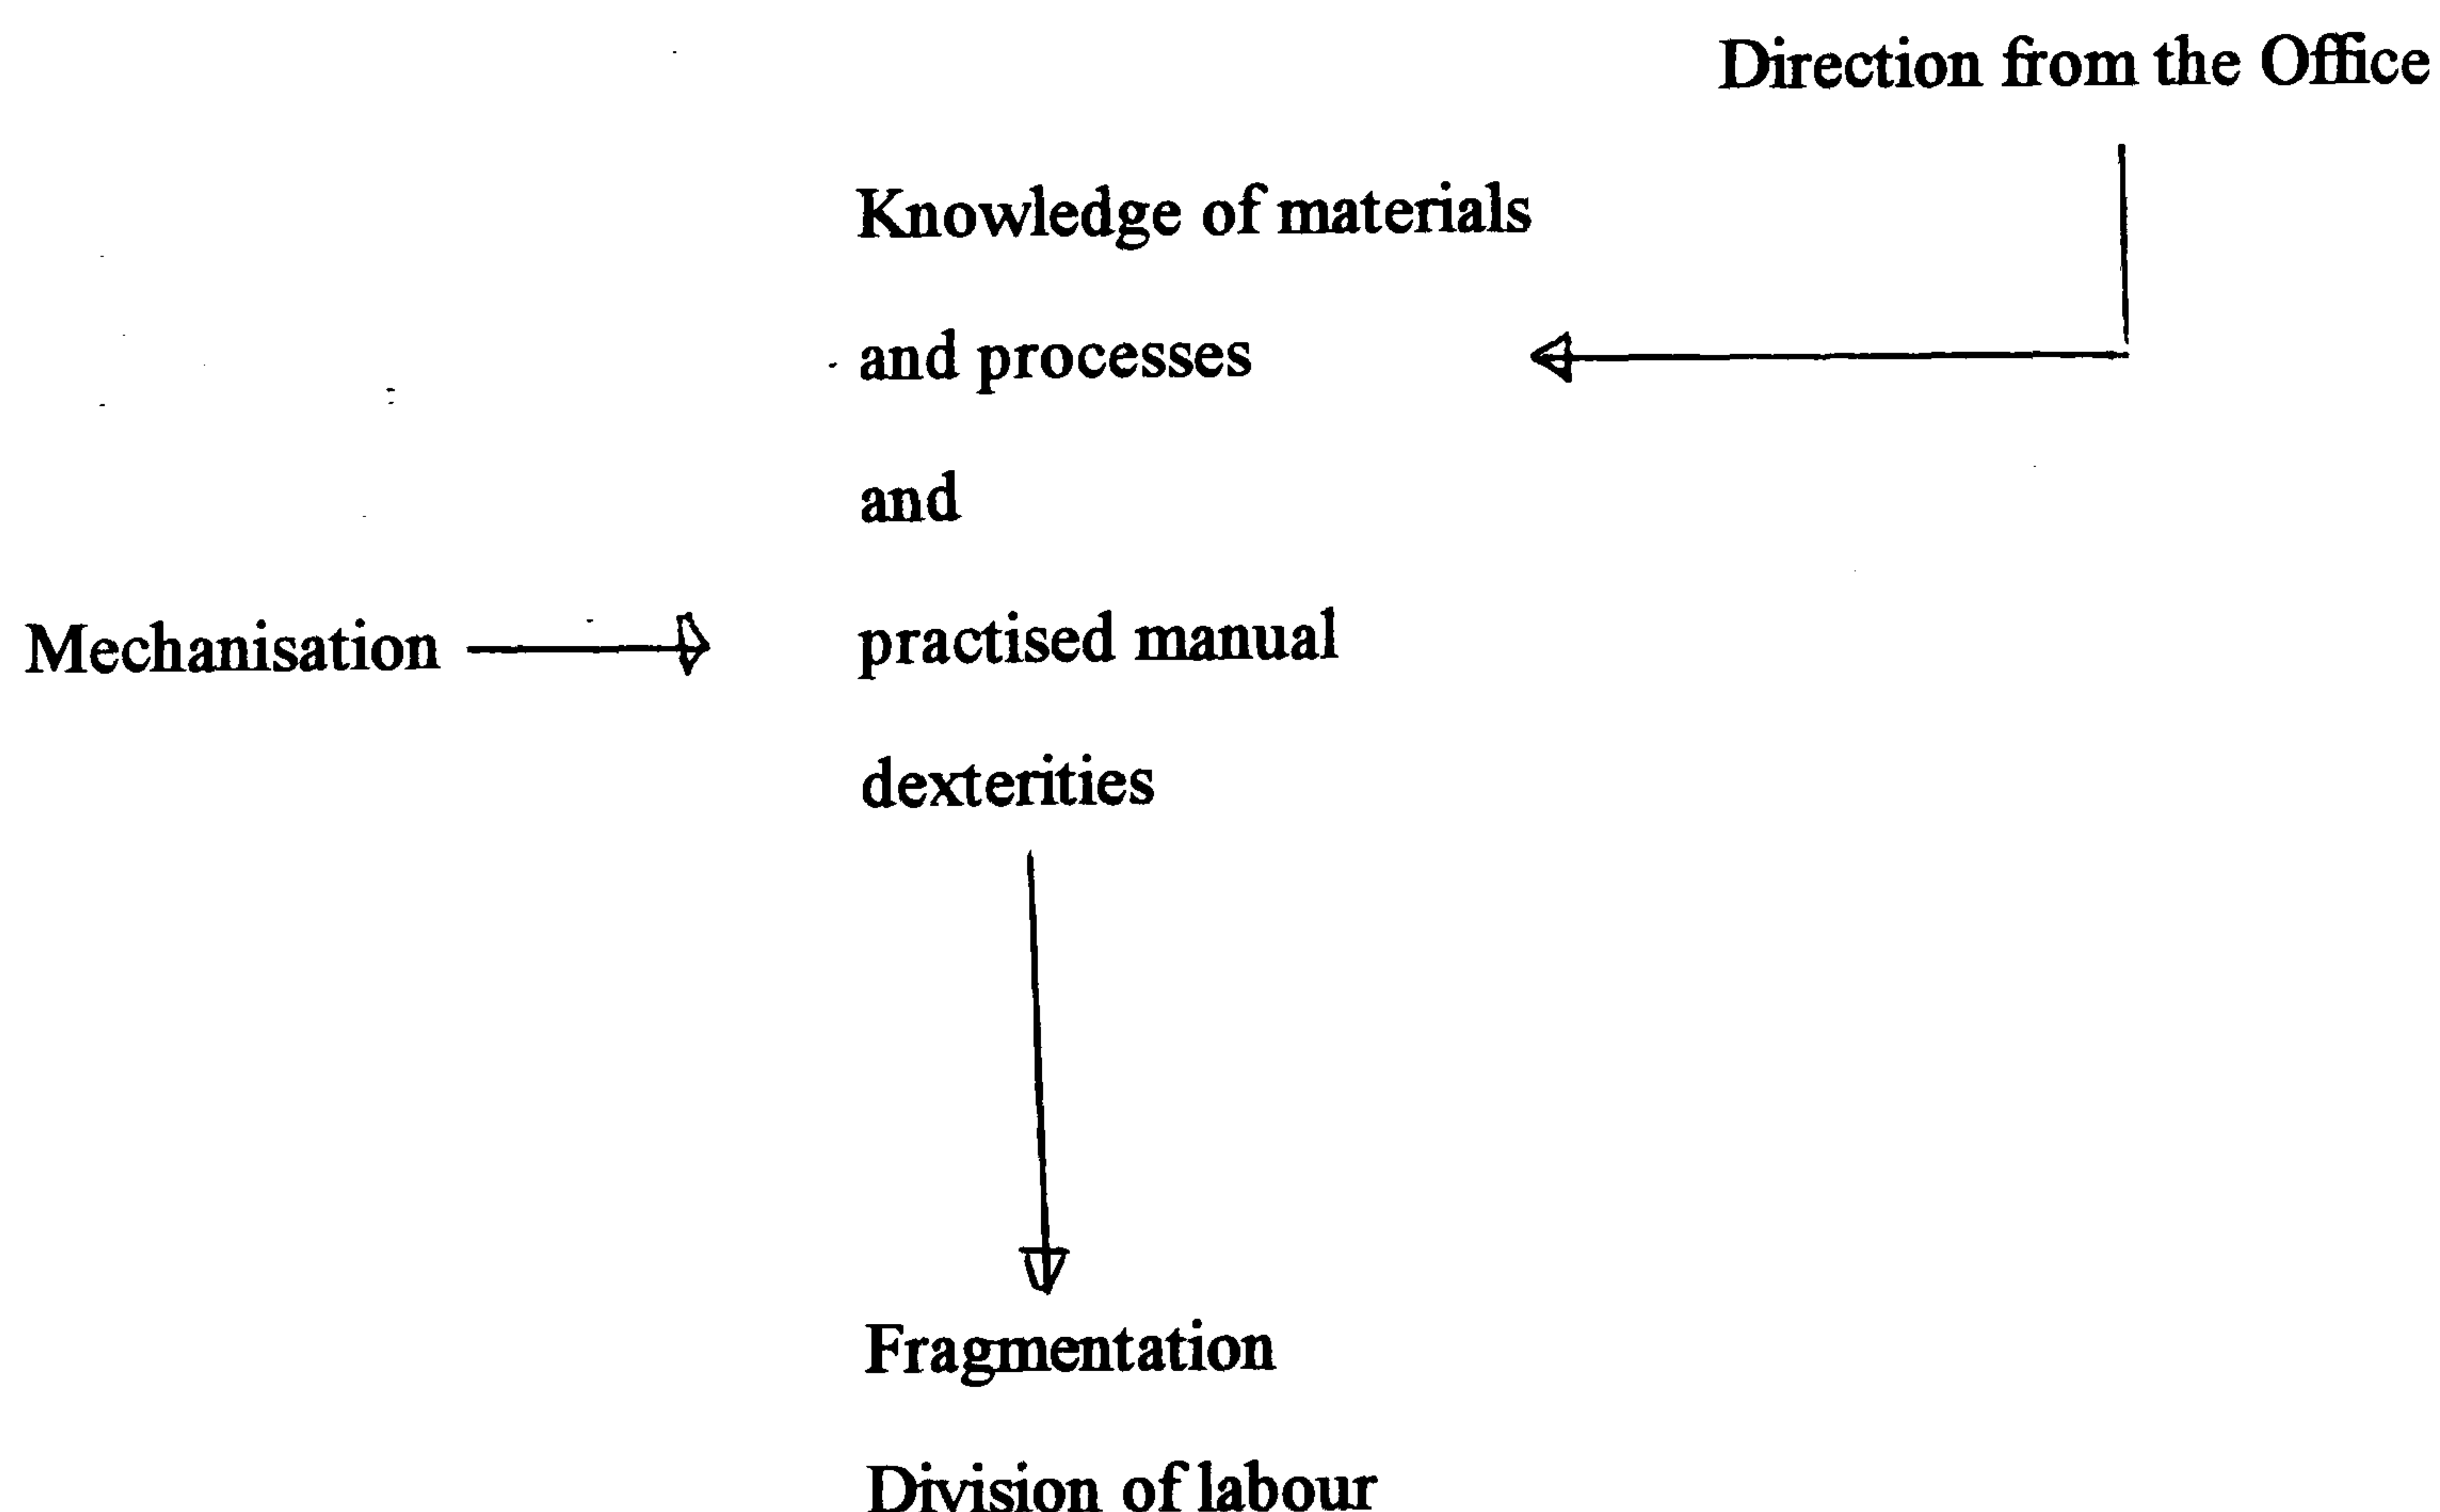 Direction from the Office
Knowledge of materials
and processes
and
Mechanisation
practised manual
dexterities
Fragmentation
Division of labour